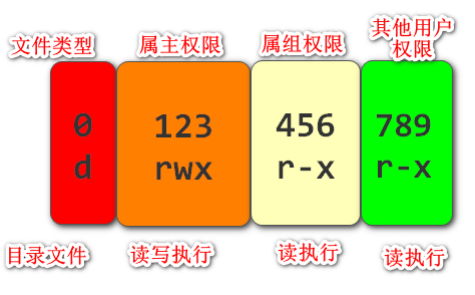 文件类型 属主权限 属组权限 其他用户
权限
0 123 456 789
d rwx r-x r-x
目录文件 读写执行 读执行 读执行